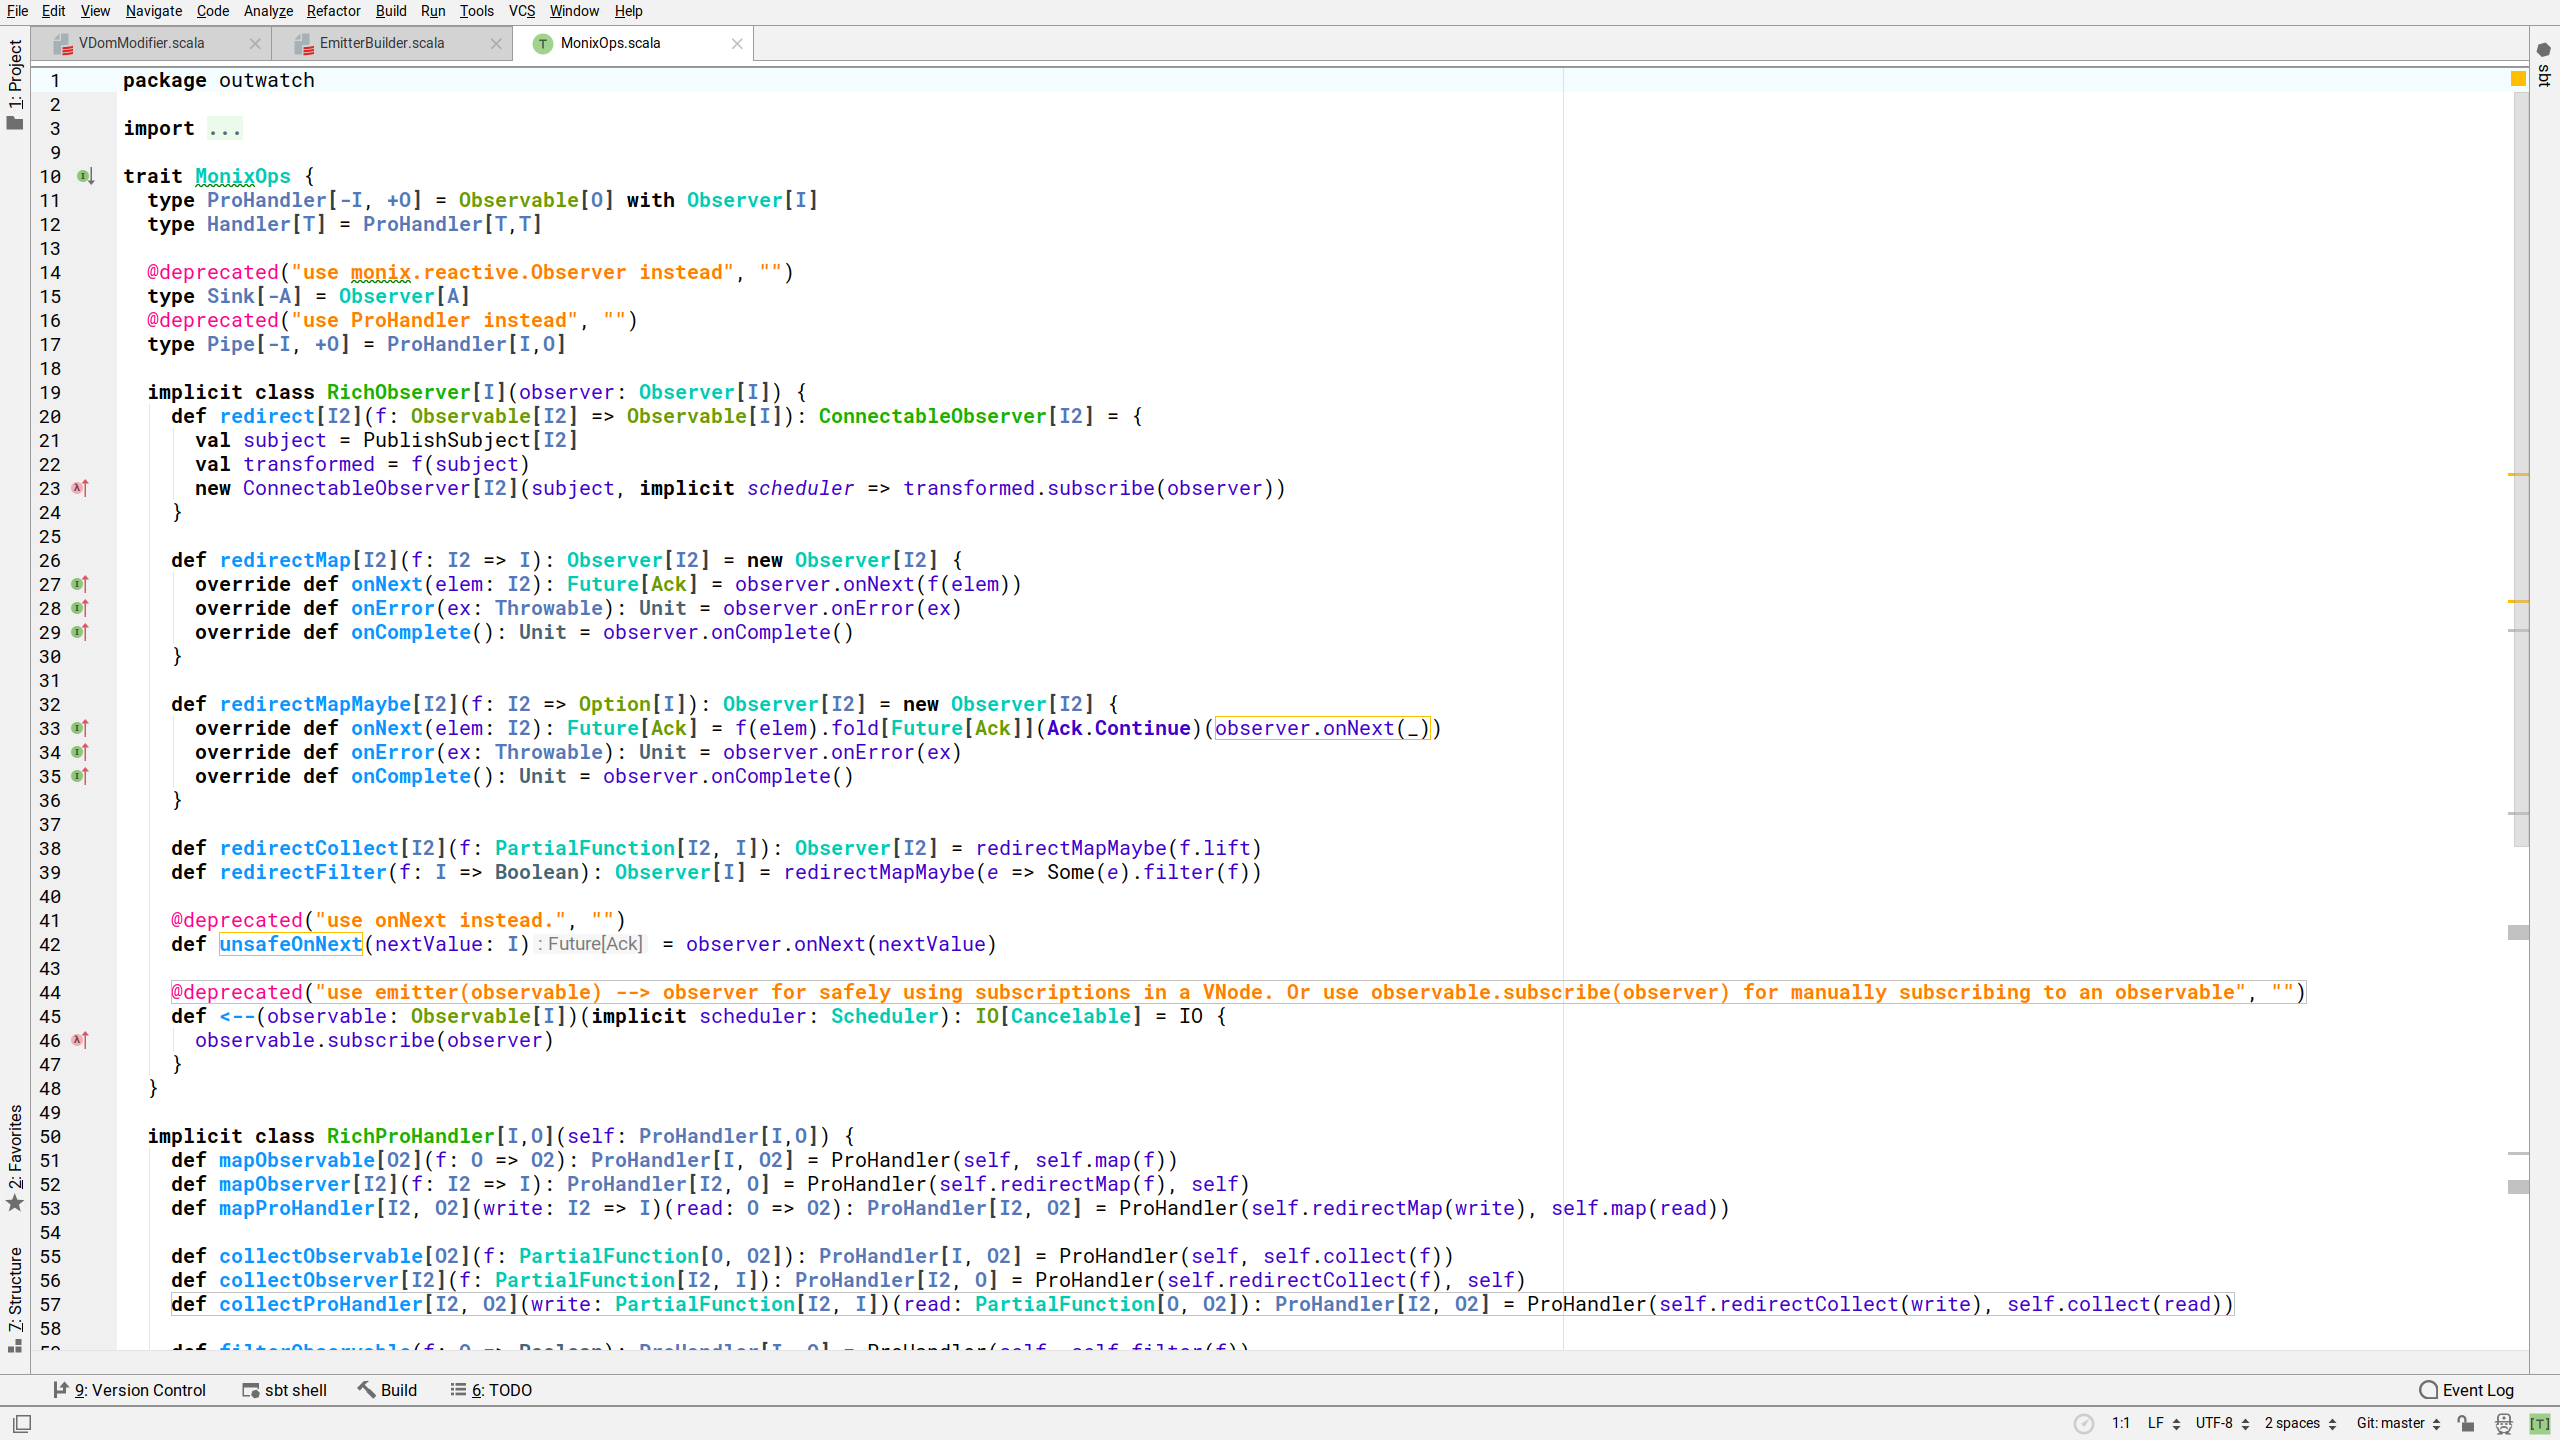 File Edit View Navigate Code Analyze Refactor Build Run Tools VCS Window Help
VDomModifier.scala EmitterBuilder.scala T MonixOps.scala
1: Project
sbt
1 package outwatch
2
3 import ...
9
10 trait MonixOps {
11 type ProHandler[-I, +O] = Observable[O] with Observer[I]
12 type Handler[T] = ProHandler[T,T]
13
14 @deprecated("use monix.reactive.Observer instead", "")
15 type Sink[-A] = Observer[A]
16 @deprecated("use ProHandler instead", "")
17 type Pipe[-I, +O] = ProHandler[I,O]
18
19 implicit class RichObserver[I](observer: Observer[I]) {
20 def redirect[I2](f: Observable[I2] => Observable[I]): ConnectableObserver[I2] = {
21 val subject = PublishSubject[I2]
22 val transformed = f(subject)
23 new ConnectableObserver[I2](subject, implicit scheduler => transformed.subscribe(observer))
24 }
25
26 def redirectMap[I2](f: I2 => I): Observer[I2] = new Observer[I2] {
27 override def onNext(elem: I2): Future[Ack] = observer.onNext(f(elem))
28 override def onError(ex: Throwable): Unit = observer.onError(ex)
29 override def onComplete(): Unit = observer.onComplete()
30 }
31
32 def redirectMapMaybe[I2](f: I2 => Option[I]): Observer[I2] = new Observer[I2] {
33 override def onNext(elem: I2): Future[Ack] = f(elem).fold[Future[Ack]](Ack.Continue)(observer.onNext(_))
34 override def onError(ex: Throwable): Unit = observer.onError(ex)
35 override def onComplete(): Unit = observer.onComplete()
36 }
37
38 def redirectCollect[I2](f: PartialFunction[I2, I]): Observer[I2] = redirectMapMaybe(f.lift)
39 def redirectFilter(f: I => Boolean): Observer[I] = redirectMapMaybe(e => Some(e).filter(f))
40
41 @deprecated("use onNext instead.", "")
42 def unsafeOnNext(nextValue: I) : Future[Ack] = observer.onNext(nextValue)
43
44 @deprecated("use emitter(observable) --> observer for safely using subscriptions in a VNode. Or use observable.subscribe(observer) for manually subscribing to an observable", "")
45 def <--(observable: Observable[I])(implicit scheduler: Scheduler): IO[Cancelable] = IO {
46 observable.subscribe(observer)
47 }
48 }
49
50 implicit class RichProHandler[I,O](self: ProHandler[I,O]) {
51 def mapObservable[O2](f: O => O2): ProHandler[I, O2] = ProHandler(self, self.map(f))
52 def mapObserver[I2](f: I2 => I): ProHandler[I2, O] = ProHandler(self.redirectMap(f), self)
53 def mapProHandler[I2, O2](write: I2 => I)(read: O => O2): ProHandler[I2, O2] = ProHandler(self.redirectMap(write), self.map(read))
54
55 def collectObservable[O2](f: PartialFunction[O, O2]): ProHandler[I, O2] = ProHandler(self, self.collect(f))
56 def collectObserver[I2](f: PartialFunction[I2, I]): ProHandler[I2, O] = ProHandler(self.redirectCollect(f), self)
57 def collectProHandler[I2, O2](write: PartialFunction[I2, I])(read: PartialFunction[O, O2]): ProHandler[I2, O2] = ProHandler(self.redirectCollect(write), self.collect(read))
58
59 def filterObservable(f: O => Boolean): ProHandler[I, O] = ProHandler(self, self.filter(f))
2: Favorites
7: Structure
9: Version Control sbt shell Build 6: TODO Event Log
1:1 LF UTF-8 2 spaces Git: master [T]